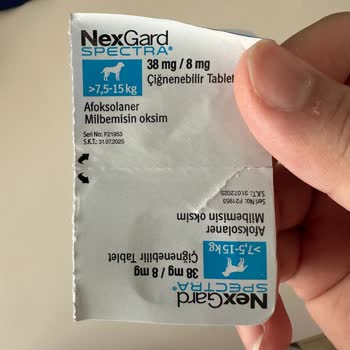 NexGard
SPECTRA®
38 mg / 8 mg
Çiğnenebilir Tablet
>7,5-15 kg
Afoksolaner
Milbemisin oksim
Seri No: P21953
S.K.T.: 31.07.2025
NexGard
SPECTRA®
38 mg / 8 mg
Çiğnenebilir Tablet
>7,5-15 kg
Afoksolaner
Milbemisin oksim
Seri No: P21953
S.K.T.: 31.07.2025